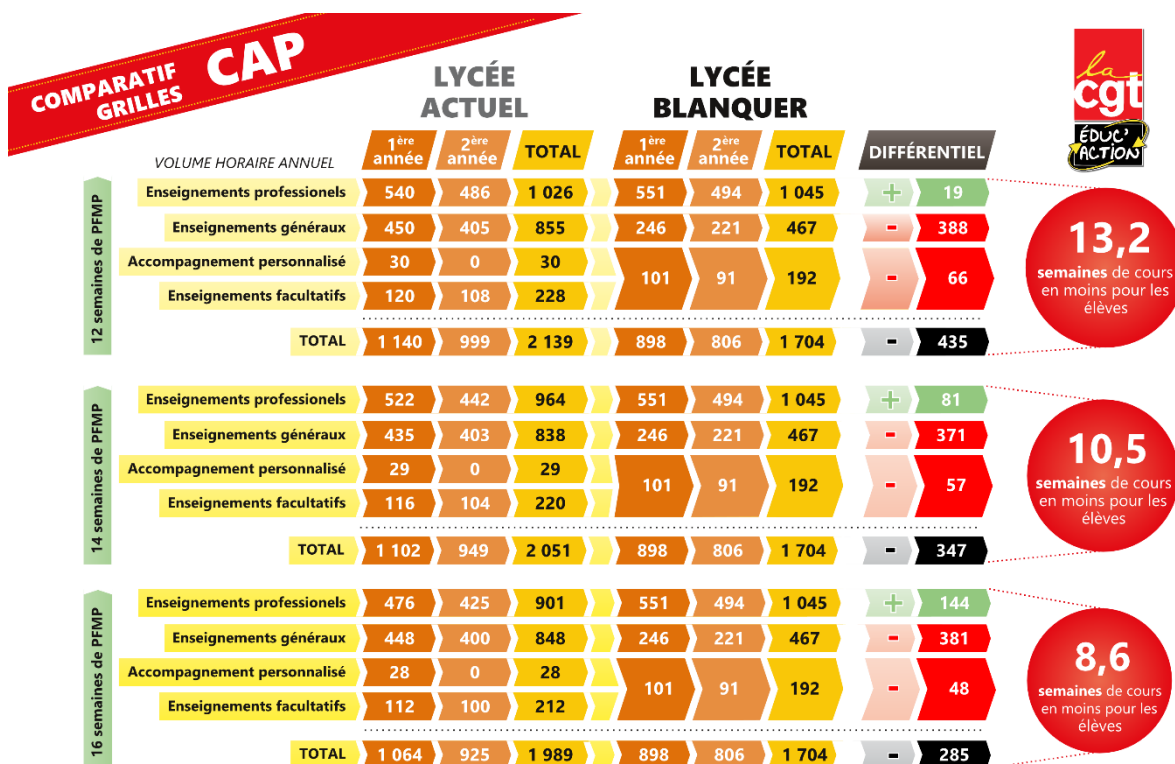 COMPARATIF
GRILLES
CAP
LYCÉE
ACTUEL
LYCÉE
BLANQUER
la
cgt
ÉDUC'
ACTION
VOLUME HORAIRE ANNUEL
1ère année 2ère année TOTAL 1ère année 2ère année TOTAL DIFFÉRENTIEL
12 semaines de PFMP
Enseignements professionels 540 486 1 026 551 494 1 045 + 19
Enseignements généraux 450 405 855 246 221 467 - 388
Accompagnement personnalisé 30 0 30
101 91 192 - 66
Enseignements facultatifs 120 108 228
TOTAL 1 140 999 2 139 898 806 1 704 - 435
13,2
semaines de cours
en moins pour les
élèves
14 semaines de PFMP
Enseignements professionels 522 442 964 551 494 1 045 + 81
Enseignements généraux 435 403 838 246 221 467 - 371
Accompagnement personnalisé 29 0 29
101 91 192 - 57
Enseignements facultatifs 116 104 220
TOTAL 1 102 949 2 051 898 806 1 704 - 347
10,5
semaines de cours
en moins pour les
élèves
16 semaines de PFMP
Enseignements professionels 476 425 901 551 494 1 045 + 144
Enseignements généraux 448 400 848 246 221 467 - 381
Accompagnement personnalisé 28 0 28
101 91 192 - 48
Enseignements facultatifs 112 100 212
TOTAL 1 064 925 1 989 898 806 1 704 - 285
8,6
semaines de cours
en moins pour les
élèves